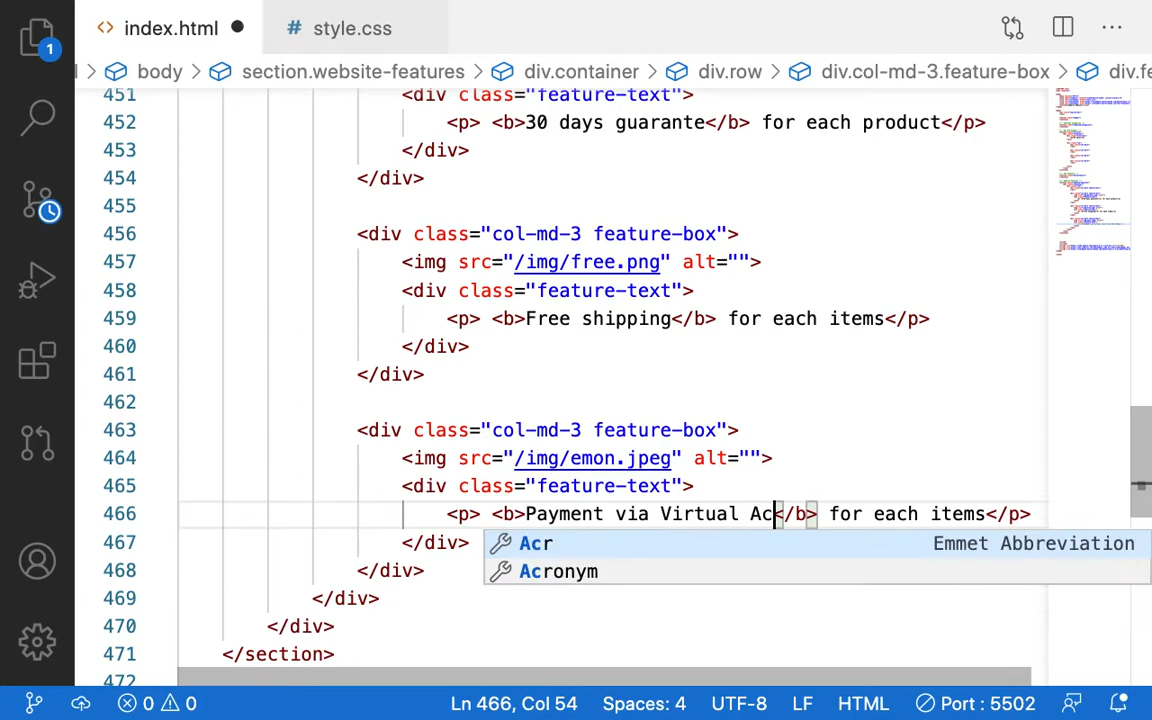 index.html
# style.css
1
body > section.website-features > div.container > div.row > div.col-md-3.feature-box > div.fe
451 <div class="feature-text">
452 <p> <b>30 days guarante</b> for each product</p>
453 </div>
454 </div>
455
456 <div class="col-md-3 feature-box">
457 <img src="/img/free.png" alt="">
458 <div class="feature-text">
459 <p> <b>Free shipping</b> for each items</p>
460 </div>
461 </div>
462
463 <div class="col-md-3 feature-box">
464 <img src="/img/emon.jpeg" alt="">
465 <div class="feature-text">
466 <p> <b>Payment via Virtual Ac</b> for each items</p>
467 </div>
Acr Emmet Abbreviation
468 </div>
Acronym
469 </div>
470 </div>
471 </section>
472
0 0 Ln 466, Col 54 Spaces: 4 UTF-8 LF HTML Port : 5502